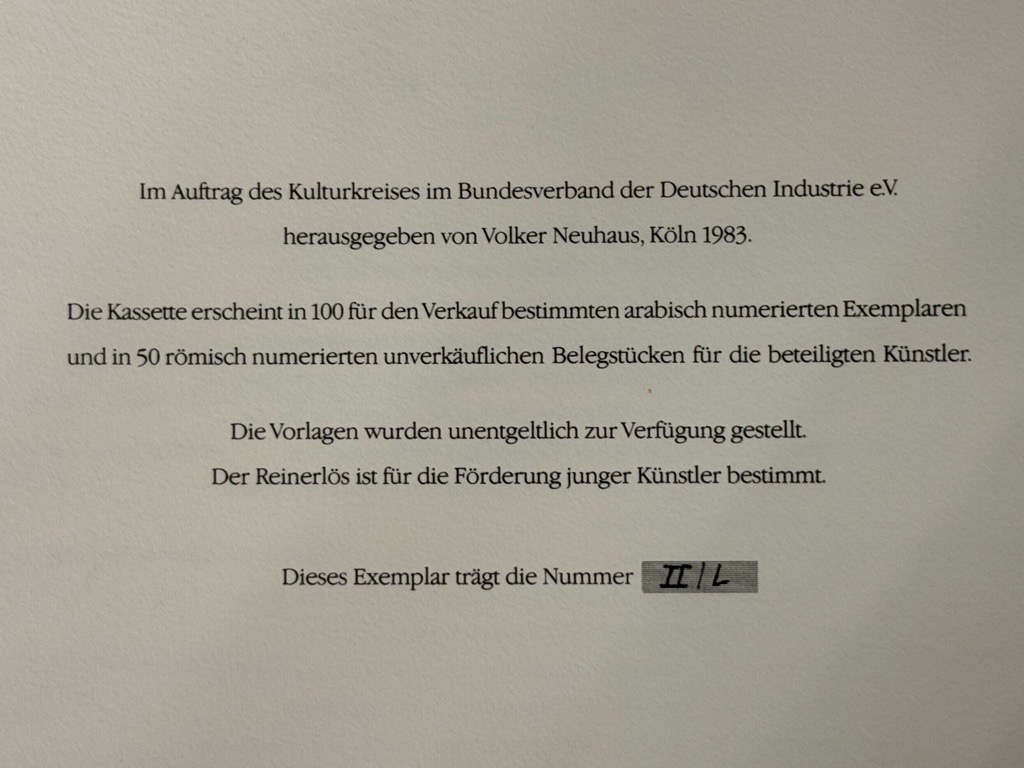 Im Auftrag des Kulturkreises im Bundesverband der Deutschen Industrie e.V.
herausgegeben von Volker Neuhaus, Köln 1983.
Die Kassette erscheint in 100 für den Verkauf bestimmten arabisch numerierten Exemplaren
und in 50 römisch numerierten unverkäuflichen Belegstücken für die beteiligten Künstler.
Die Vorlagen wurden unentgeltlich zur Verfügung gestellt.
Der Reinerlös ist für die Förderung junger Künstler bestimmt.
Dieses Exemplar trägt die Nummer II/L